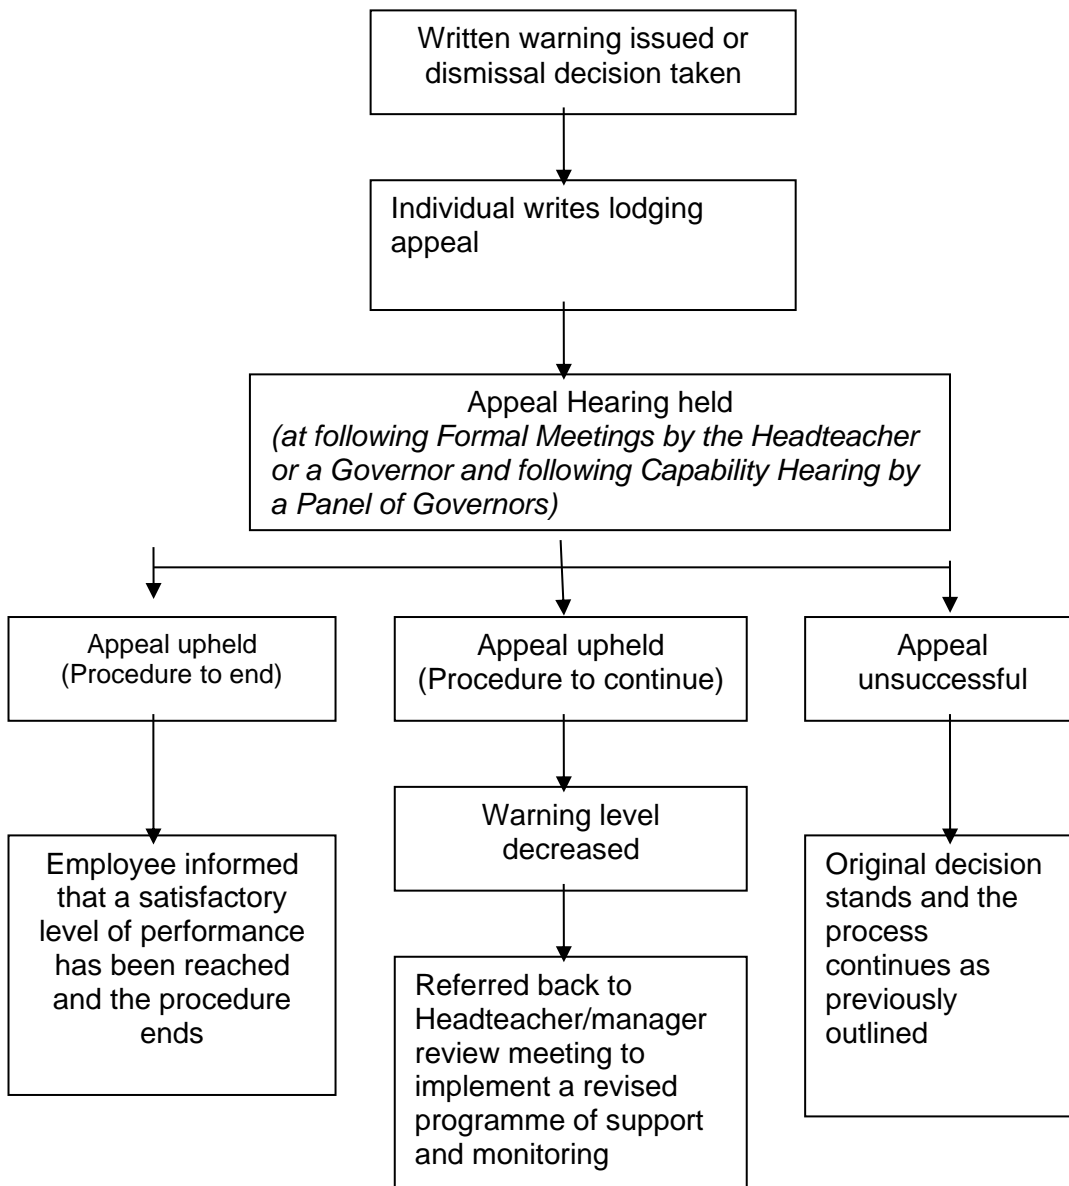 Written warning issued or
dismissal decision taken
Individual writes lodging
appeal
Appeal Hearing held
(at following Formal Meetings by the Headteacher
or a Governor and following Capability Hearing by
a Panel of Governors)
Appeal upheld
(Procedure to end)
Appeal upheld
(Procedure to continue)
Appeal
unsuccessful
Warning level
decreased
Employee informed
that a satisfactory
level of performance
has been reached
and the procedure
ends
Original decision
stands and the
process
continues as
previously
outlined
Referred back to
Headteacher/manager
review meeting to
implement a revised
programme of support
and monitoring